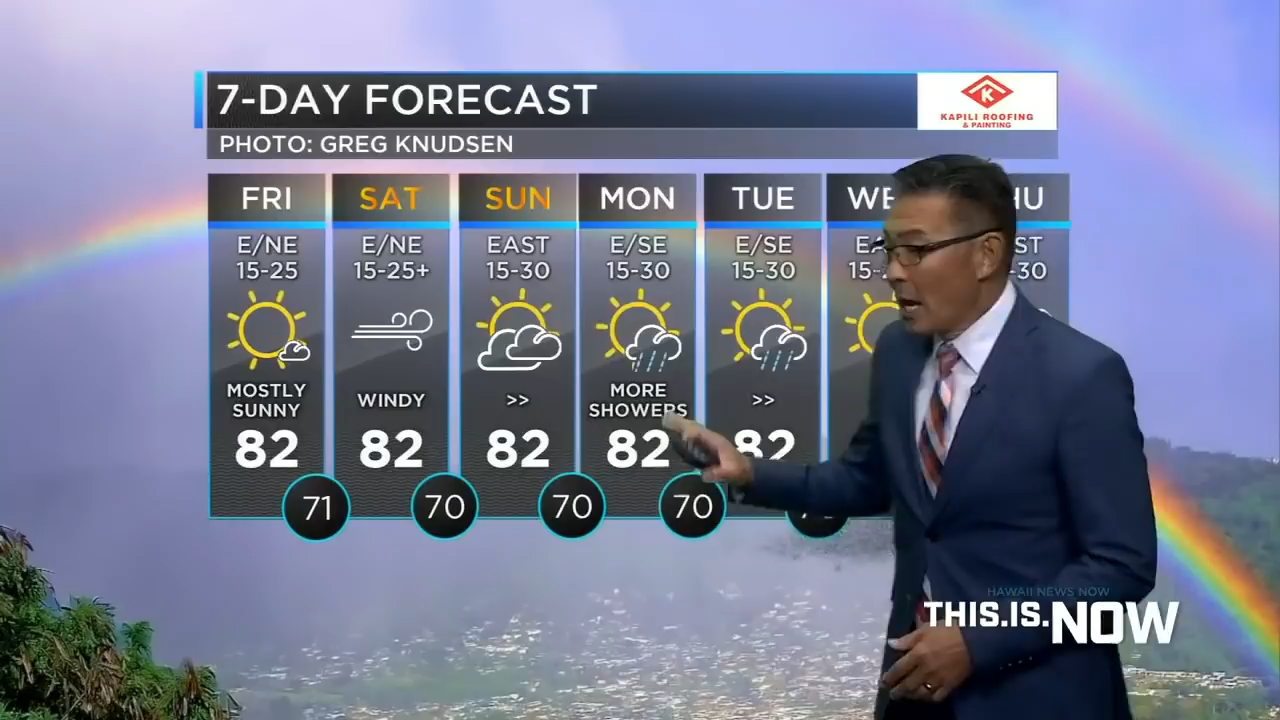 7-DAY FORECAST
KAPILI ROOFING
& PAINTING
PHOTO: GREG KNUDSEN
FRI SAT SUN MON TUE
E/NE E/NE EAST E/SE E/SE
15-25 15-25+ 15-30 15-30 15-30 -30
MOSTLY SUNNY
WINDY
>>
MORE SHOWERS
>>
82 82 82 82 82
71 70 70 70
HAWAII NEWS NOW
THIS.IS.NOW